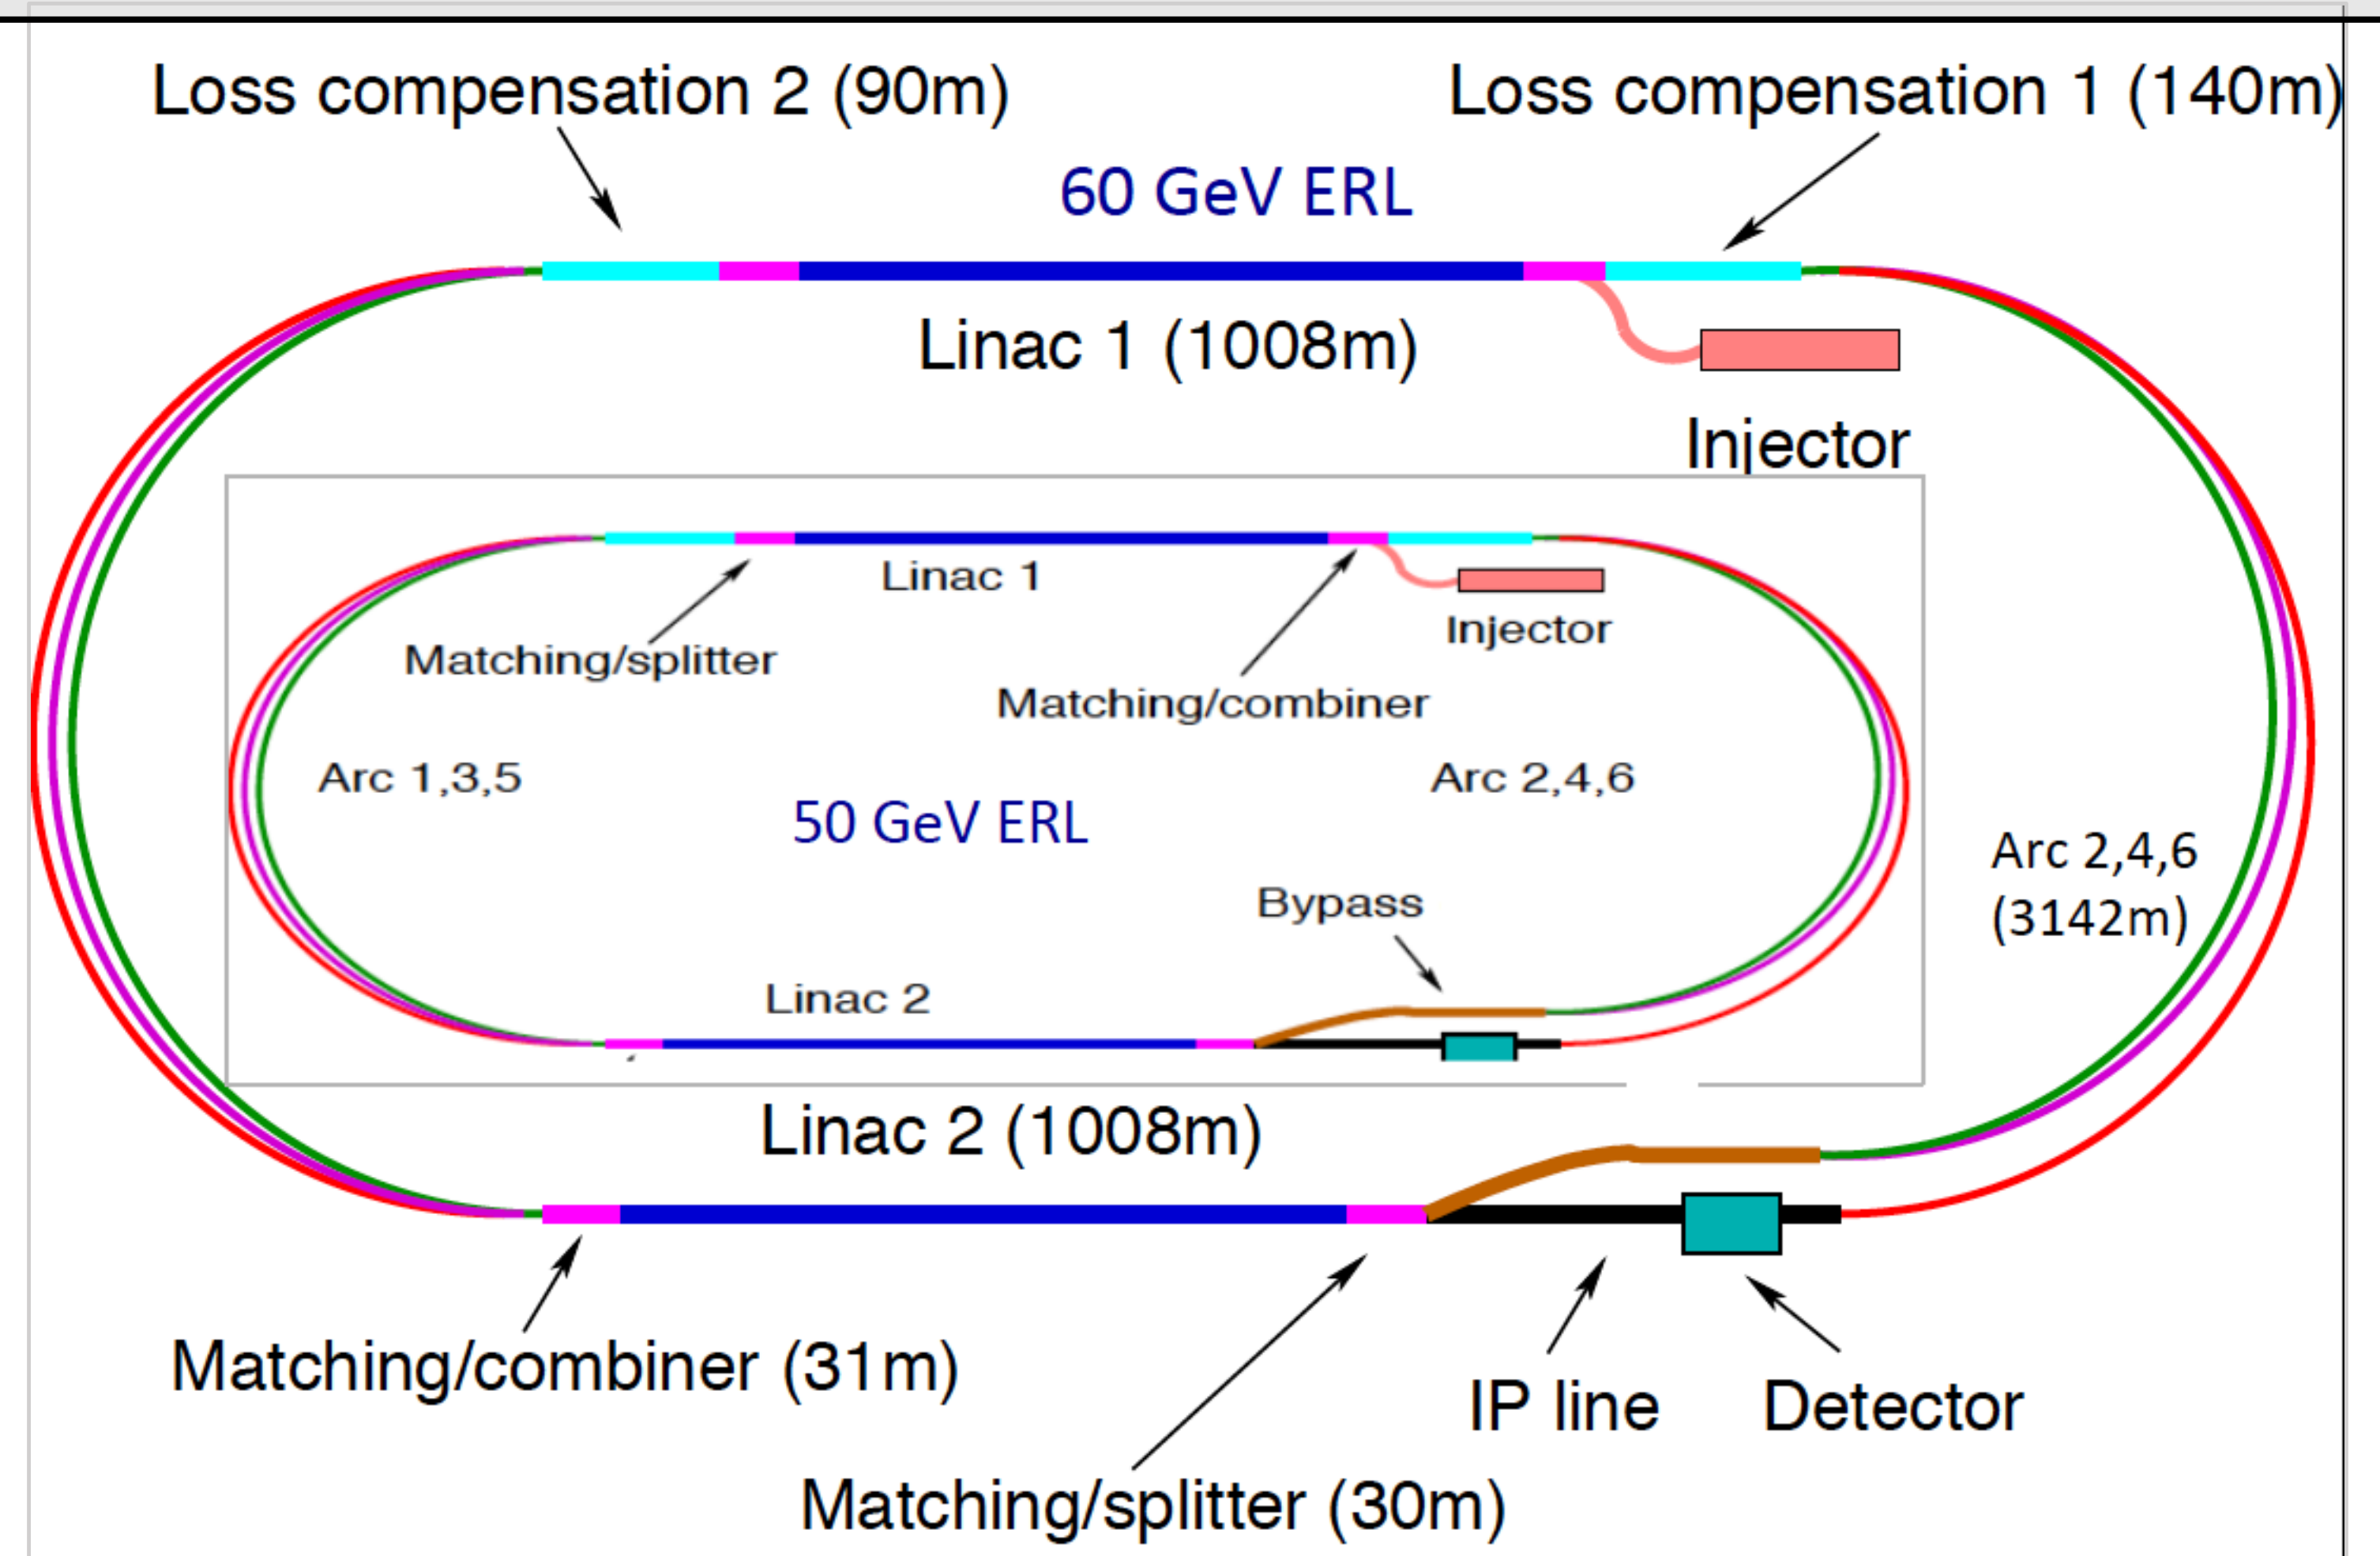 Loss compensation 2 (90m)
Loss compensation 1 (140m)
60 GeV ERL
Linac 1 (1008m)
Injector
Linac 1
Injector
Matching/splitter
Matching/combiner
Arc 1,3,5
Arc 2,4,6
50 GeV ERL
Arc 2,4,6
(3142m)
Bypass
Linac 2
Linac 2 (1008m)
Matching/combiner (31m)
IP line
Detector
Matching/splitter (30m)